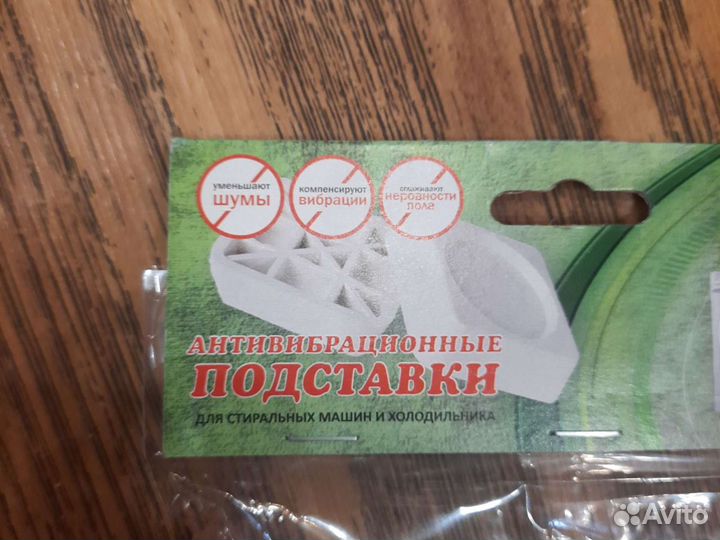 уменьшают
ШУМЫ
компенсируют
вибрации
сглаживают
неровности
пола
АНТИВИБРАЦИОННЫЕ
ПОДСТАВКИ
ДЛЯ СТИРАЛЬНЫХ МАШИН И ХОЛОДИЛЬНИКА
Avito